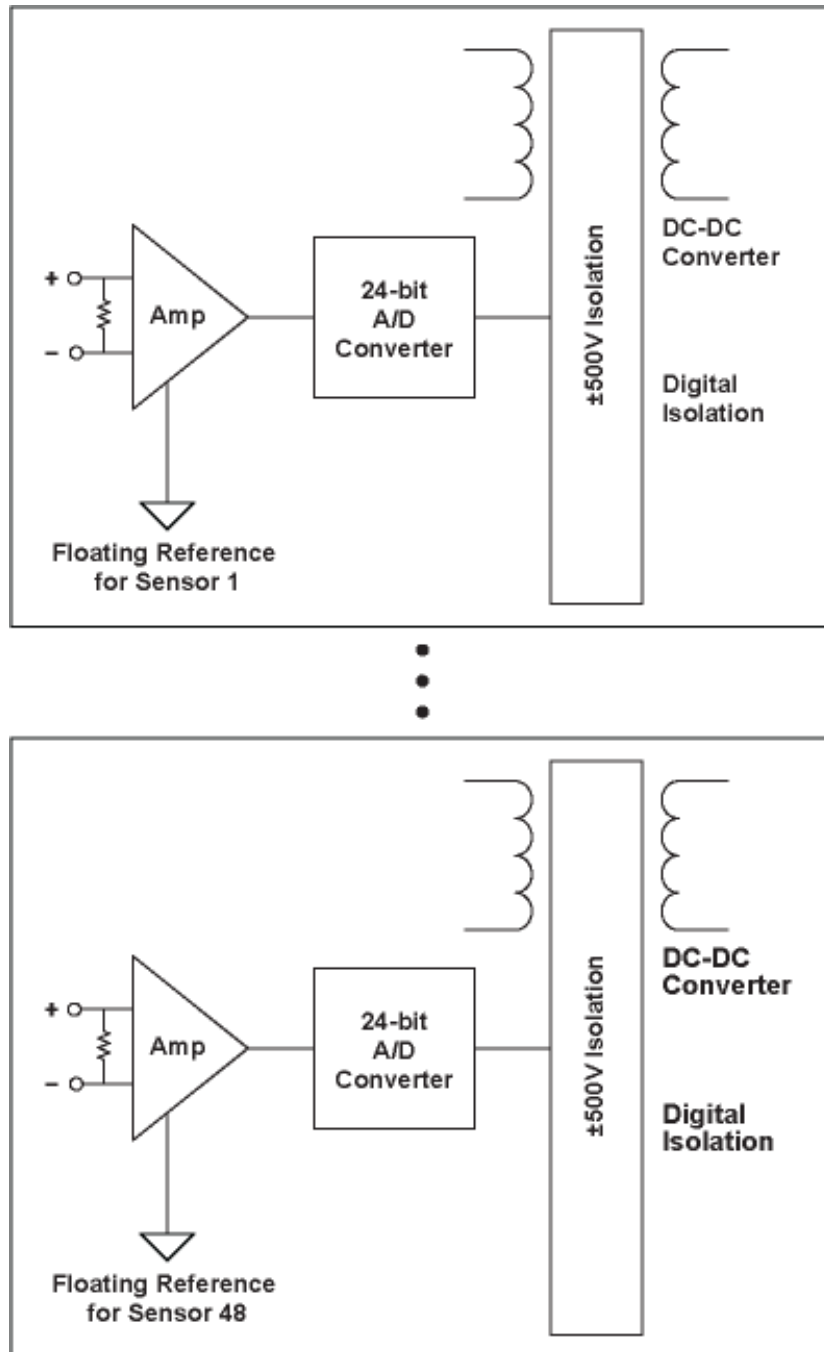 DC-DC
Converter
+
Amp
−
24-bit
A/D
Converter
±500V Isolation
Digital
Isolation
Floating Reference
for Sensor 1
DC-DC
Converter
+
Amp
−
24-bit
A/D
Converter
±500V Isolation
Digital
Isolation
Floating Reference
for Sensor 48